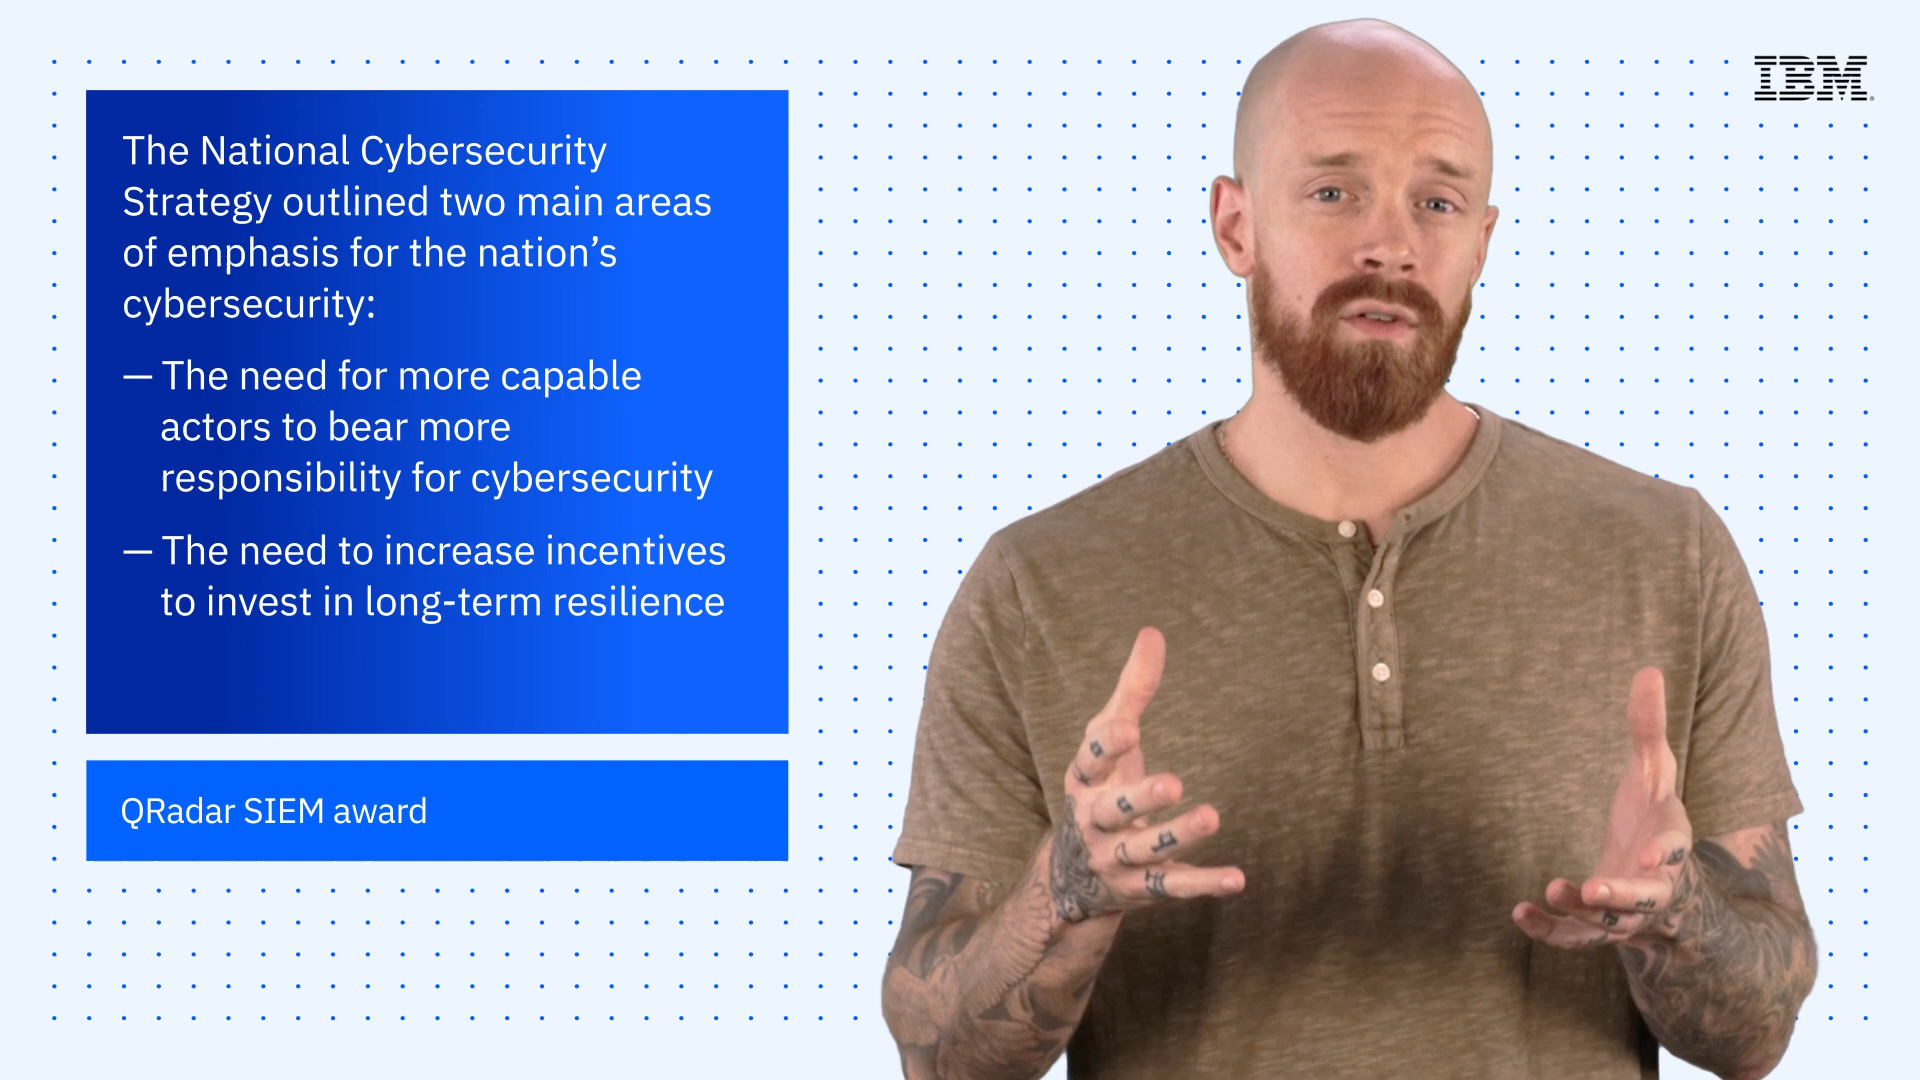 IBM
The National Cybersecurity
Strategy outlined two main areas
of emphasis for the nation’s
cybersecurity:
— The need for more capable
actors to bear more
responsibility for cybersecurity
— The need to increase incentives
to invest in long-term resilience
QRadar SIEM award